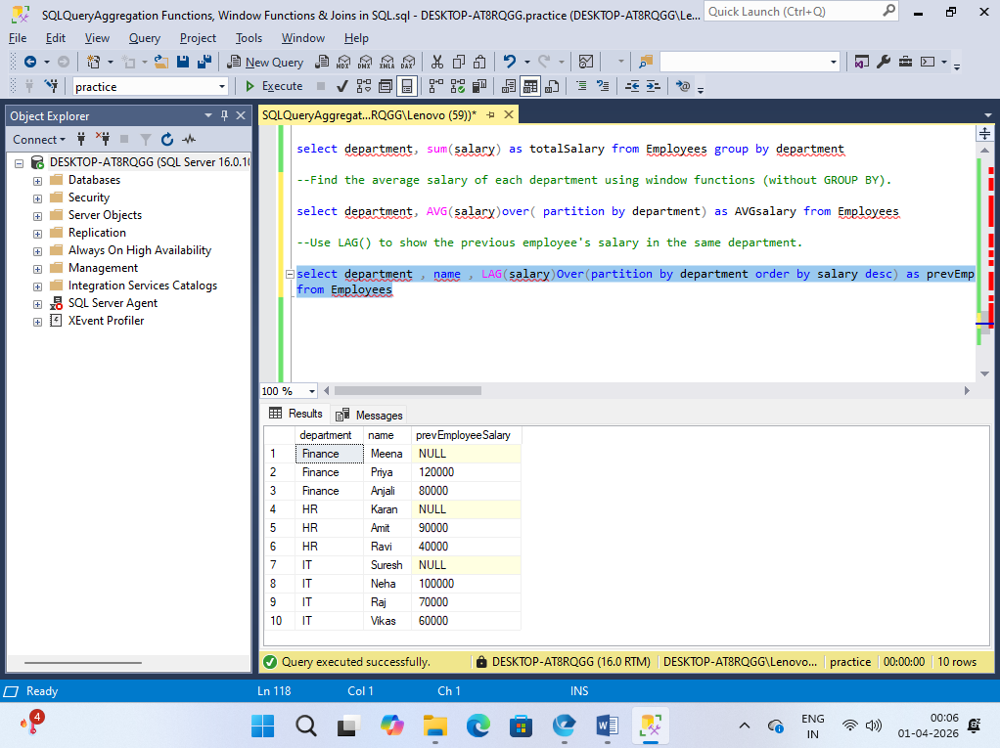 SQLQueryAggregation Functions, Window Functions & Joins in SQL.sql - DESKTOP-AT8RQGG.practice (DESKTOP-AT8RQGG\Le...
Quick Launch (Ctrl+Q)
File Edit View Query Project Tools Window Help
New Query MDX DMX XMLA DAX
practice Execute
Object Explorer
Connect
DESKTOP-AT8RQGG (SQL Server 16.0.10
Databases
Security
Server Objects
Replication
Always On High Availability
Management
Integration Services Catalogs
SQL Server Agent
XEvent Profiler
SQLQueryAggregat...RQGG\Lenovo (59))*
select department, sum(salary) as totalSalary from Employees group by department
--Find the average salary of each department using window functions (without GROUP BY).
select department, AVG(salary)over( partition by department) as AVGsalary from Employees
--Use LAG() to show the previous employee's salary in the same department.
select department , name , LAG(salary)Over(partition by department order by salary desc) as prevEmp
from Employees
100 %
Results Messages
department name prevEmployeeSalary
1 Finance Meena NULL
2 Finance Priya 120000
3 Finance Anjali 80000
4 HR Karan NULL
5 HR Amit 90000
6 HR Ravi 40000
7 IT Suresh NULL
8 IT Neha 100000
9 IT Raj 70000
10 IT Vikas 60000
Query executed successfully. DESKTOP-AT8RQGG (16.0 RTM) DESKTOP-AT8RQGG\Lenovo... practice 00:00:00 10 rows
Ready Ln 118 Col 1 Ch 1 INS
4
ENG
IN
00:06
01-04-2026